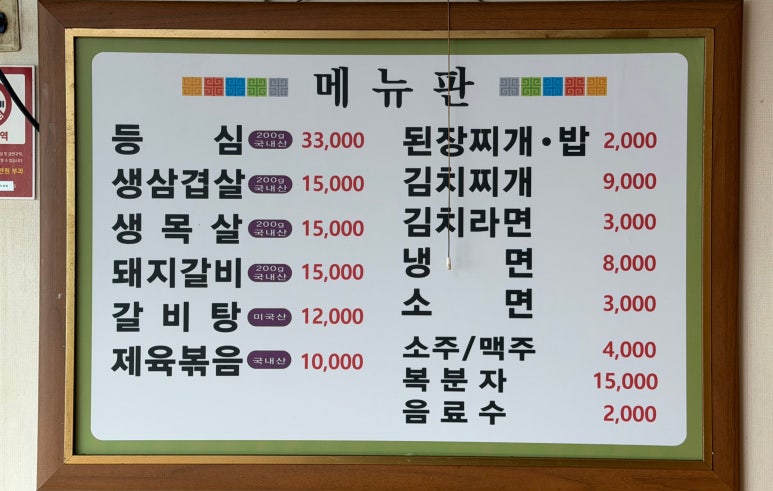 메뉴판
등심 200g 국내산 33,000
생삼겹살 200g 국내산 15,000
생목살 200g 국내산 15,000
돼지갈비 200g 국내산 15,000
갈비탕 미국산 12,000
제육볶음 국내산 10,000
된장찌개·밥 2,000
김치찌개 9,000
김치라면 3,000
냉면 8,000
소면 3,000
소주/맥주 4,000
복분자 15,000
음료수 2,000
역
부과